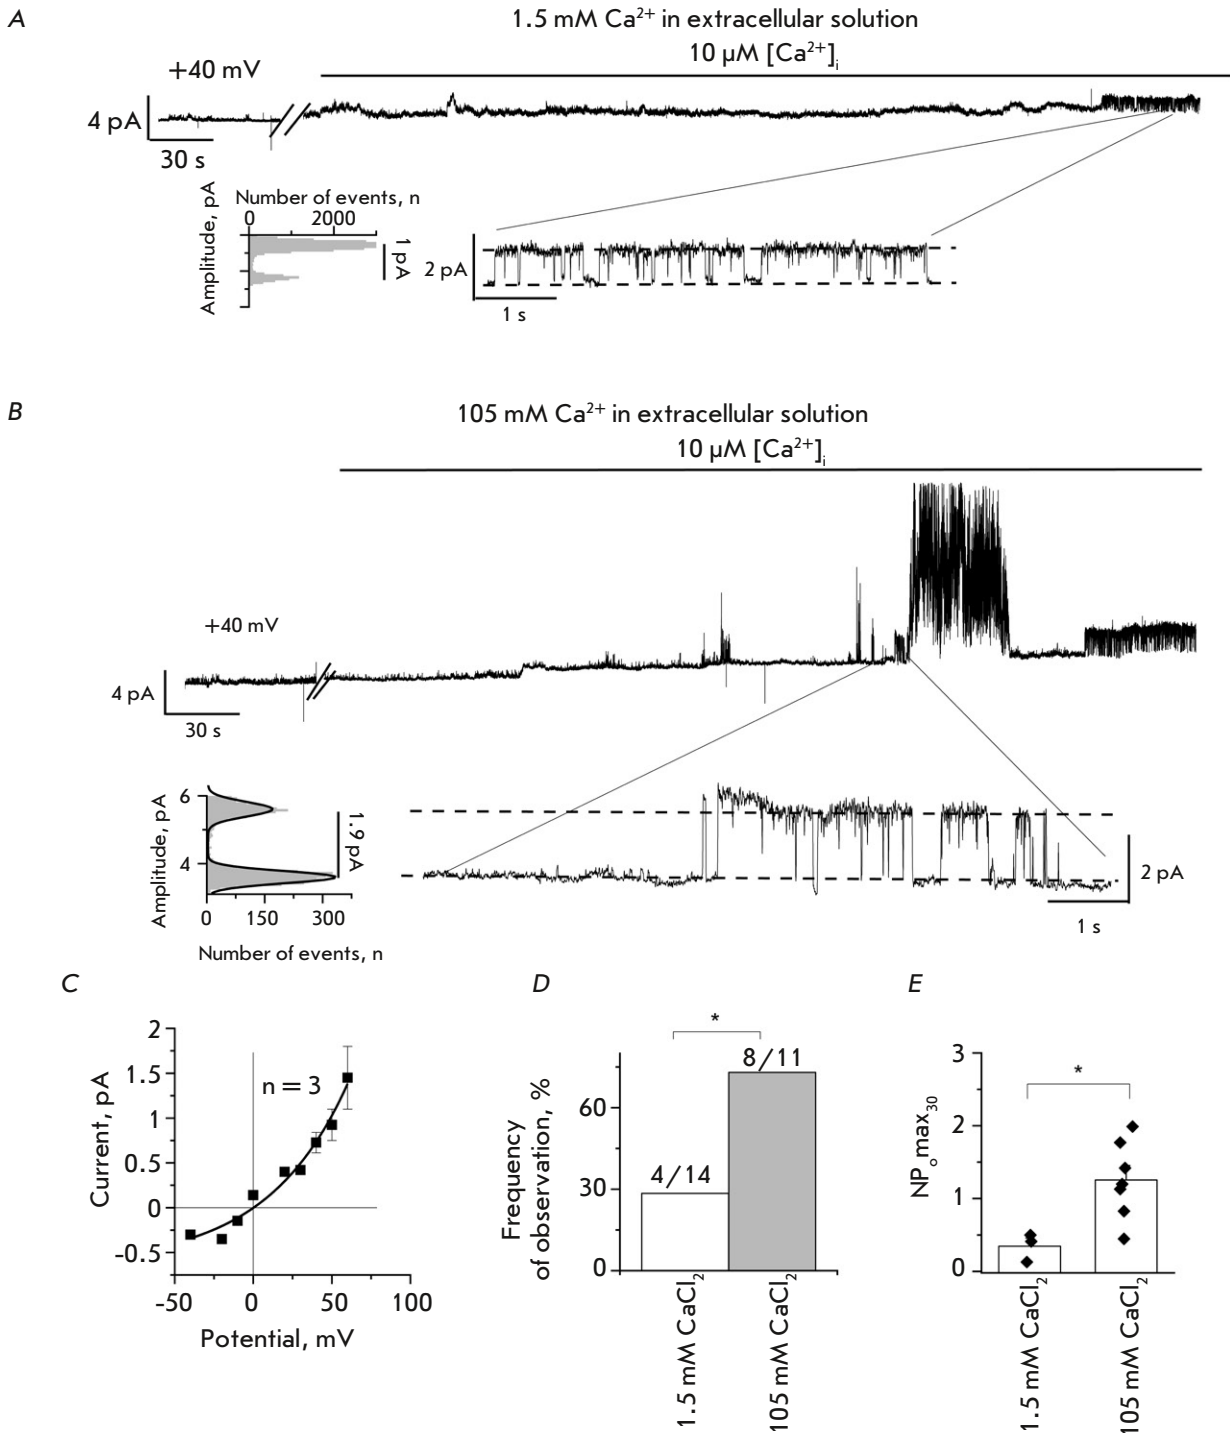 A
1.5 mM Ca²⁺ in extracellular solution
10 µM [Ca²⁺]ᵢ
+40 mV
4 pA
30 s
Number of events, n
0 2000
Amplitude, pA
1 pA
2 pA
1 s
B
105 mM Ca²⁺ in extracellular solution
10 µM [Ca²⁺]ᵢ
+40 mV
4 pA
30 s
6
4
Amplitude, pA
1.9 pA
0 150 300
Number of events, n
2 pA
1 s
C
2
1.5
1
0.5
0
-0.5
Current, pA
n = 3
-50 0 50 100
Potential, mV
D
*
8/11
4/14
60
30
0
Frequency
of observation, %
1.5 mM CaCl₂
105 mM CaCl₂
E
*
3
2
1
0
NPₒmax₃₀
1.5 mM CaCl₂
105 mM CaCl₂